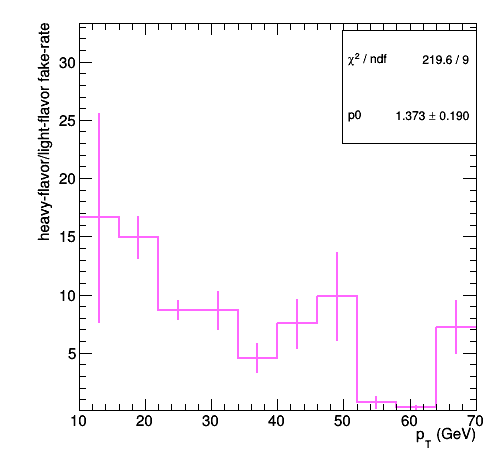 heavy-flavor/light-flavor fake-rate
χ² / ndf 219.6 / 9
p0 1.373 ± 0.190
30
25
20
15
10
5
10 20 30 40 50 60 70
p_T (GeV)